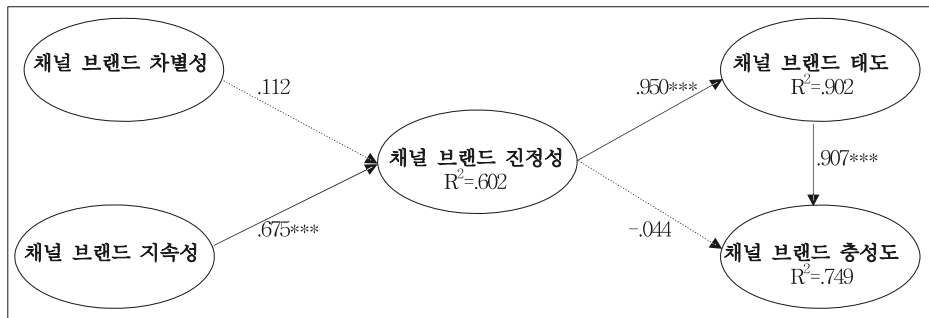 채널 브랜드 차별성
.112
채널 브랜드 태도
R²=.902
.950***
채널 브랜드 진정성
R²=.602
.907***
.675***
-.044
채널 브랜드 지속성
채널 브랜드 충성도
R²=.749